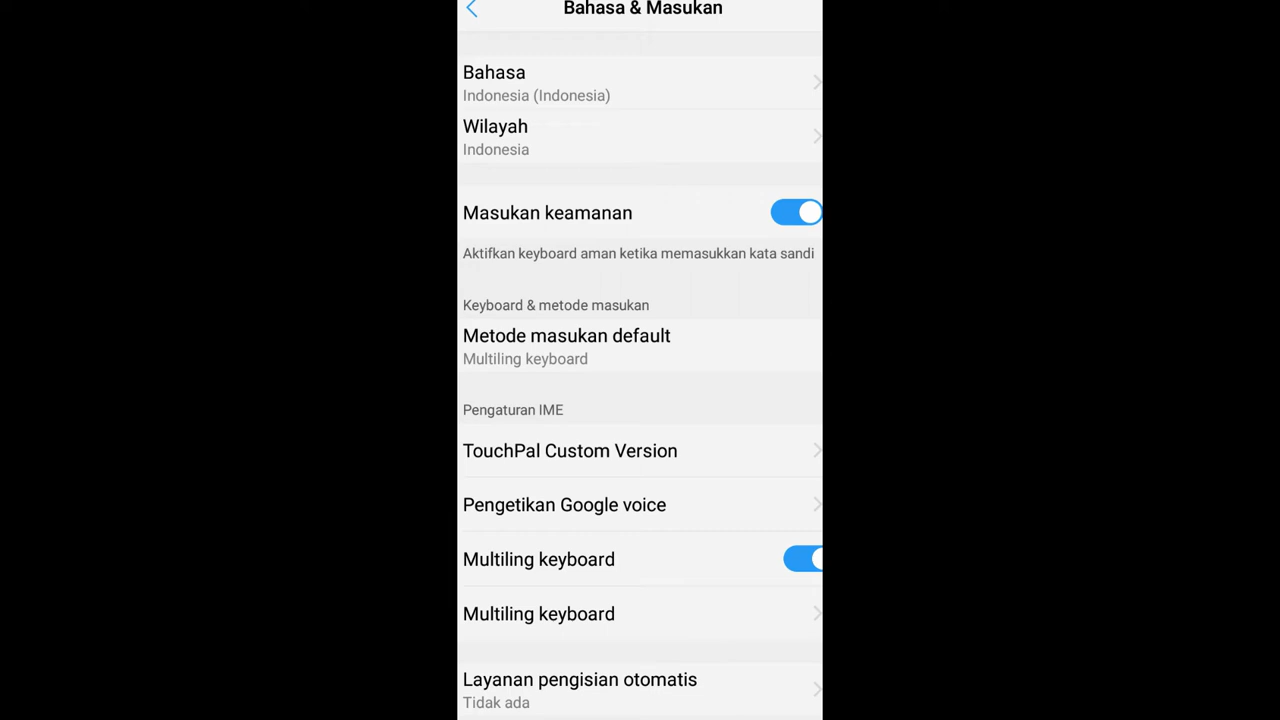 Bahasa & Masukan
Bahasa
Indonesia (Indonesia)
Wilayah
Indonesia
Masukan keamanan
Aktifkan keyboard aman ketika memasukkan kata sandi
Keyboard & metode masukan
Metode masukan default
Multiling keyboard
Pengaturan IME
TouchPal Custom Version
Pengetikan Google voice
Multiling keyboard
Multiling keyboard
Layanan pengisian otomatis
Tidak ada